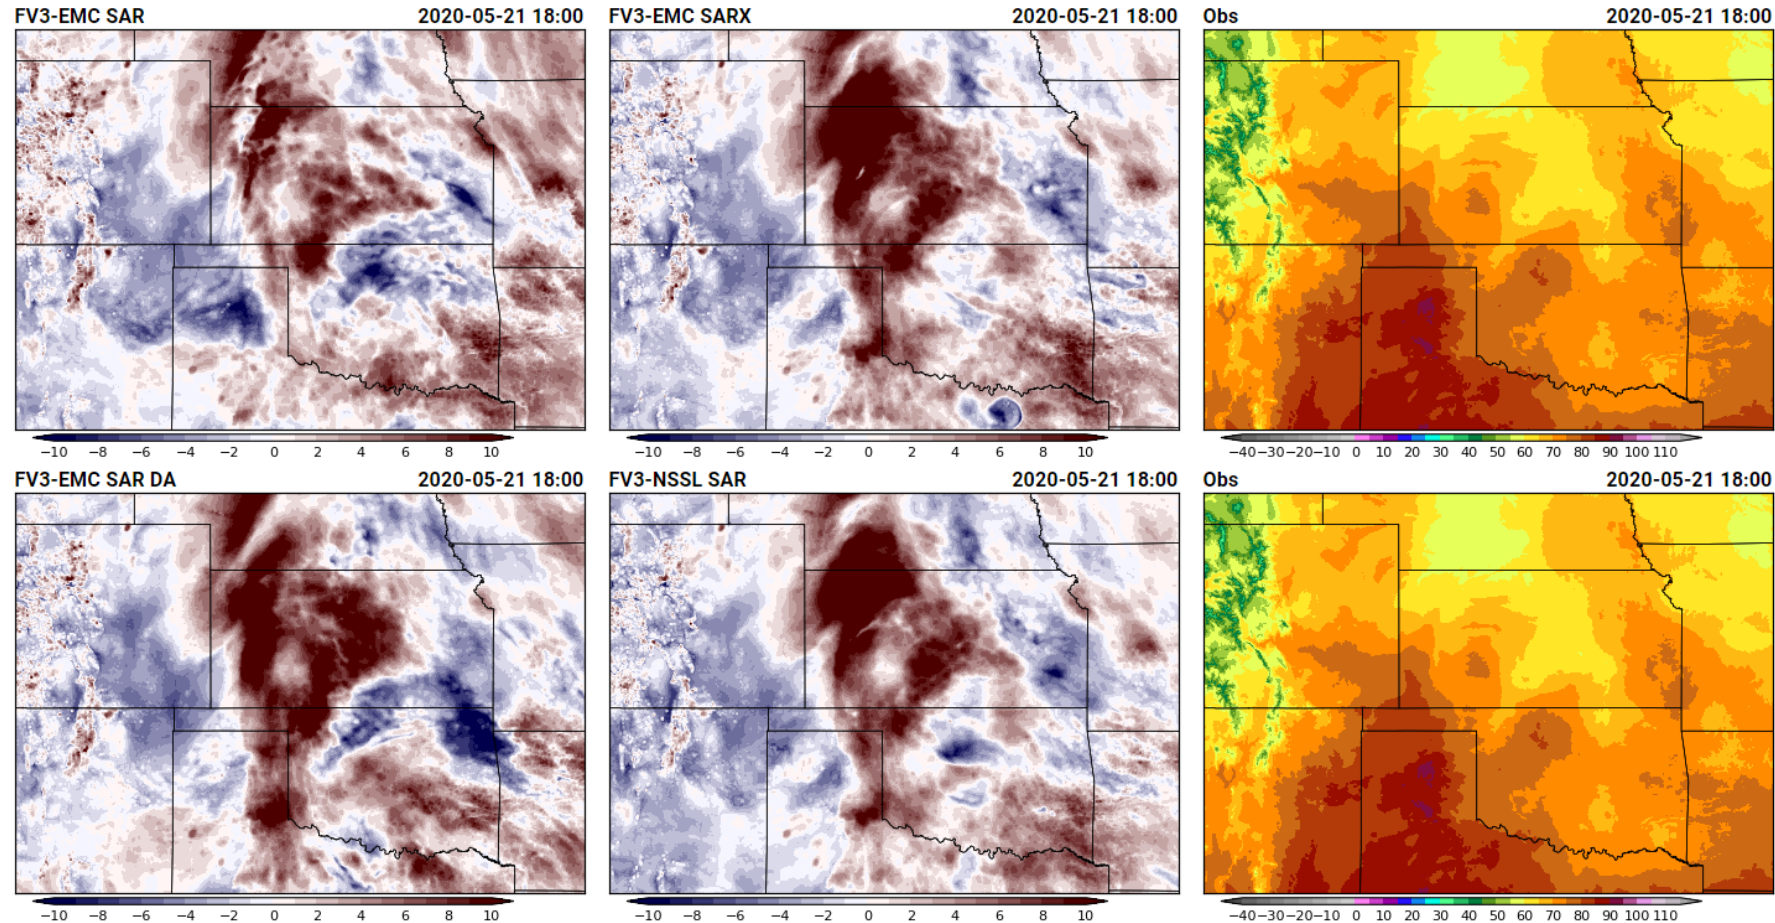 FV3-EMC SAR 2020-05-21 18:00
FV3-EMC SARX 2020-05-21 18:00
Obs 2020-05-21 18:00
−10 −8 −6 −4 −2 0 2 4 6 8 10
−10 −8 −6 −4 −2 0 2 4 6 8 10
−40−30−20−10 0 10 20 30 40 50 60 70 80 90 100 110
FV3-EMC SAR DA 2020-05-21 18:00
FV3-NSSL SAR 2020-05-21 18:00
Obs 2020-05-21 18:00
−10 −8 −6 −4 −2 0 2 4 6 8 10
−10 −8 −6 −4 −2 0 2 4 6 8 10
−40−30−20−10 0 10 20 30 40 50 60 70 80 90 100 110